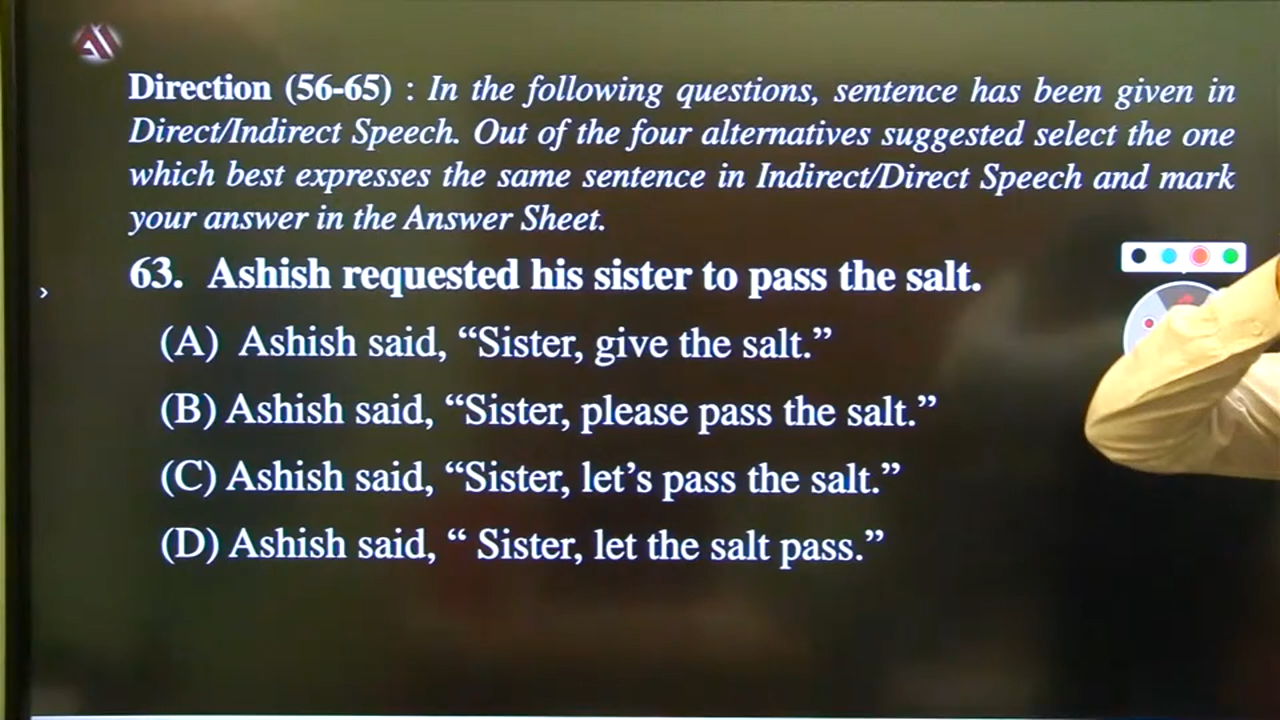 Direction (56-65) : In the following questions, sentence has been given in
Direct/Indirect Speech. Out of the four alternatives suggested select the one
which best expresses the same sentence in Indirect/Direct Speech and mark
your answer in the Answer Sheet.
63. Ashish requested his sister to pass the salt.
(A) Ashish said, “Sister, give the salt.”
(B) Ashish said, “Sister, please pass the salt.”
(C) Ashish said, “Sister, let’s pass the salt.”
(D) Ashish said, “ Sister, let the salt pass.”